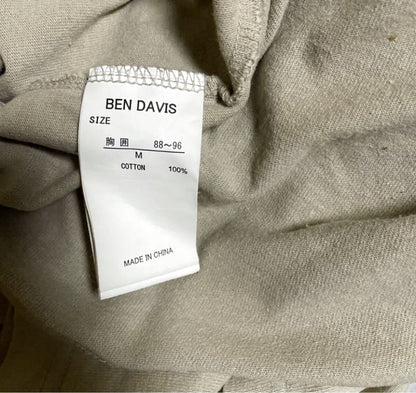 BEN DAVIS
SIZE
胸囲 88〜96
M
COTTON 100%
MADE IN CHINA